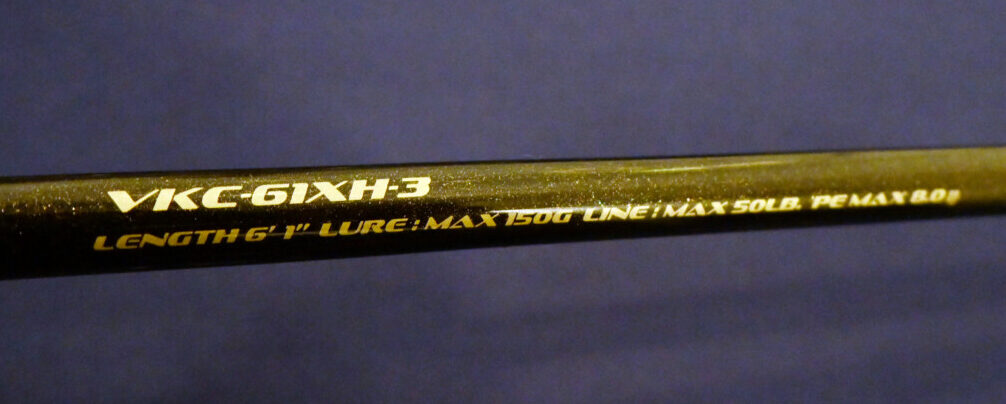 VKC-61XH-3
LENGTH 6' 1" LURE : MAX 150G LINE : MAX 50LB. PE MAX 8.0